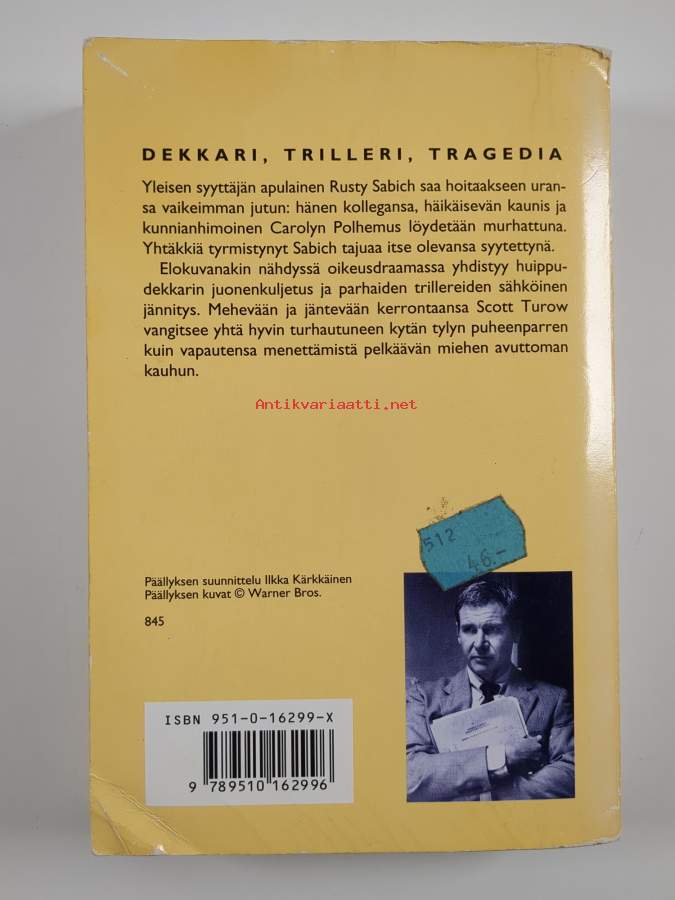 DEKKARI, TRILLERI, TRAGEDIA
Yleisen syyttäjän apulainen Rusty Sabich saa hoitaakseen uran-
sa vaikeimman jutun: hänen kollegansa, häikäisevän kaunis ja
kunnianhimoinen Carolyn Polhemus löydetään murhattuna.
Yhtäkkiä tyrmistynyt Sabich tajuaa itse olevansa syytettynä.
Elokuvanakin nähdyssä oikeusdraamassa yhdistyy huippu-
dekkarin juonenkuljetus ja parhaiden trillereiden sähköinen
jännitys. Mehevään ja jäntevään kerrontaansa Scott Turow
vangitsee yhtä hyvin turhautuneen kytän tylyn puheenparren
kuin vapautensa menettämistä pelkäävän miehen avuttoman
kauhun.
Antikvariaatti.net
512
46.-
Päällyksen suunnittelu Ilkka Kärkkäinen
Päällyksen kuvat © Warner Bros.
845
ISBN 951-0-16299-X
9 789510 162996